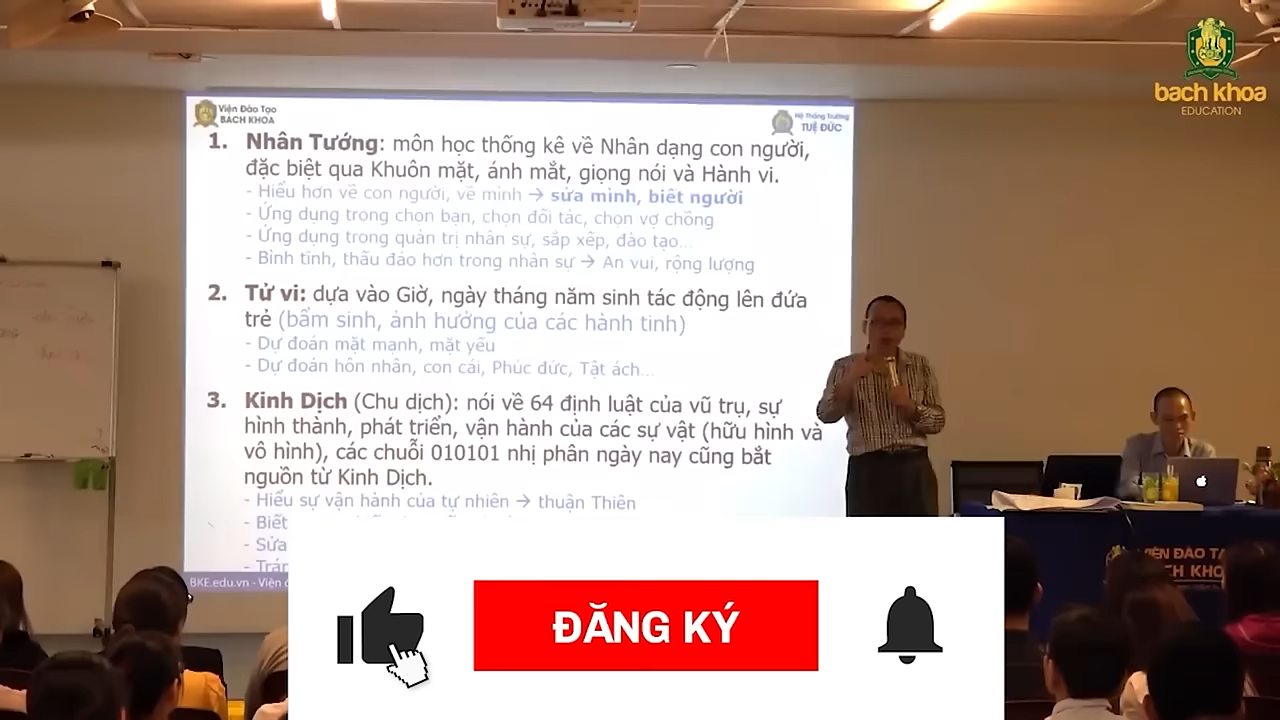 bach khoa
EDUCATION
Viện Đào Tạo
BÁCH KHOA
Hệ Thống Trường
TUỆ ĐỨC
1. Nhân Tướng: môn học thống kê về Nhân dạng con người,
đặc biệt qua Khuôn mặt, ánh mắt, giọng nói và Hành vi.
- Hiểu hơn về con người, về mình → sửa mình, biết người
- Ứng dụng trong chọn bạn, chọn đối tác, chọn vợ chồng
- Ứng dụng trong quản trị nhân sự, sắp xếp, đào tạo...
- Bình tĩnh, thấu đáo hơn trong nhân sự → An vui, rộng lượng
2. Tử vi: dựa vào Giờ, ngày tháng năm sinh tác động lên đứa
trẻ (bẩm sinh, ảnh hưởng của các hành tinh)
- Dự đoán mặt mạnh, mặt yếu
- Dự đoán hôn nhân, con cái, Phúc đức, Tật ách...
3. Kinh Dịch (Chu dịch): nói về 64 định luật của vũ trụ, sự
hình thành, phát triển, vận hành của các sự vật (hữu hình và
vô hình), các chuỗi 010101 nhị phân ngày nay cũng bắt
nguồn từ Kinh Dịch.
- Hiểu sự vận hành của tự nhiên → thuận Thiên
- Biết
- Sửa
BKE.edu.vn - Viện
VIỆN ĐÀO TẠ
BÁCH KHO
ĐĂNG KÝ